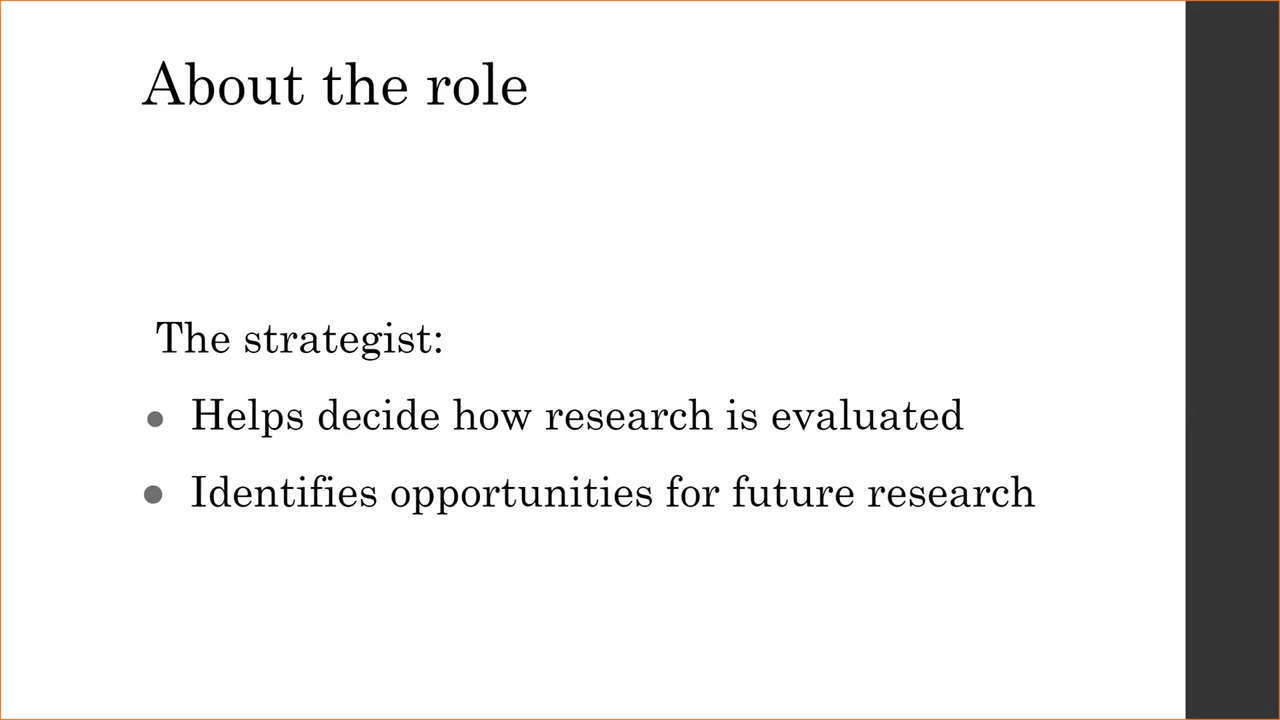 About the role
The strategist:
● Helps decide how research is evaluated
● Identifies opportunities for future research